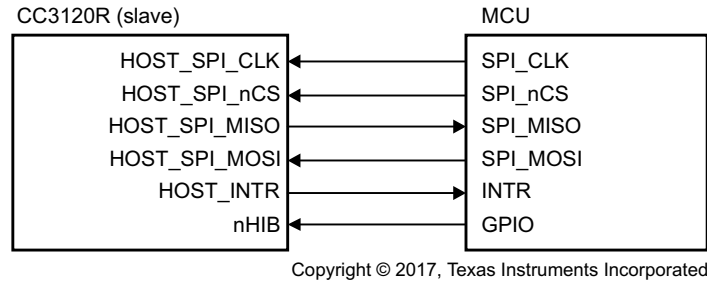 CC3120R (slave) MCU
HOST_SPI_CLK SPI_CLK
HOST_SPI_nCS SPI_nCS
HOST_SPI_MISO SPI_MISO
HOST_SPI_MOSI SPI_MOSI
HOST_INTR INTR
nHIB GPIO
Copyright © 2017, Texas Instruments Incorporated